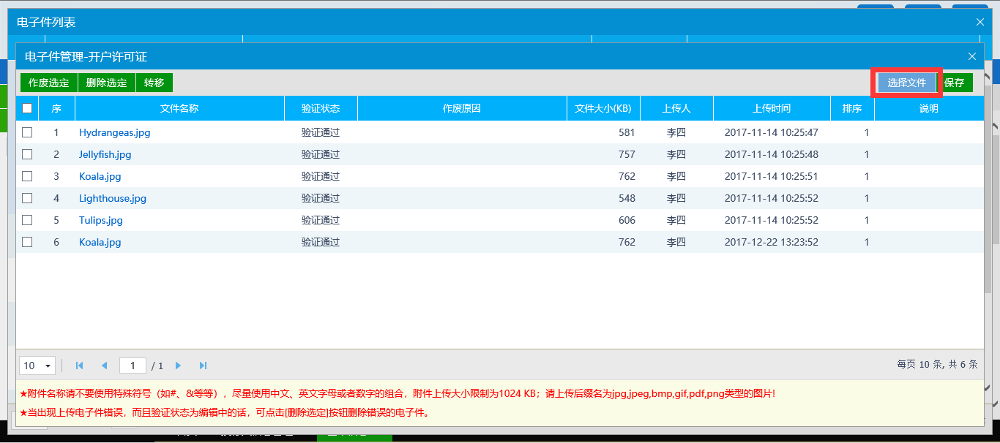 电子件列表
电子件管理-开户许可证
作废选定 删除选定 转移 选择文件 保存
序 文件名称 验证状态 作废原因 文件大小(KB) 上传人 上传时间 排序 说明
1 Hydrangeas.jpg 验证通过 581 李四 2017-11-14 10:25:47 1
2 Jellyfish.jpg 验证通过 757 李四 2017-11-14 10:25:48 1
3 Koala.jpg 验证通过 762 李四 2017-11-14 10:25:51 1
4 Lighthouse.jpg 验证通过 548 李四 2017-11-14 10:25:52 1
5 Tulips.jpg 验证通过 606 李四 2017-11-14 10:25:52 1
6 Koala.jpg 验证通过 762 李四 2017-12-22 13:23:52 1
10 1 / 1 每页 10 条, 共 6 条
★附件名称请不要使用特殊符号（如#、&等等），尽量使用中文、英文字母或者数字的组合，附件上传大小限制为1024 KB；请上传后缀名为jpg,jpeg,bmp,gif,pdf,png类型的图片!
★当出现上传电子件错误，而且验证状态为编辑中的话，可点击[删除选定]按钮删除错误的电子件。